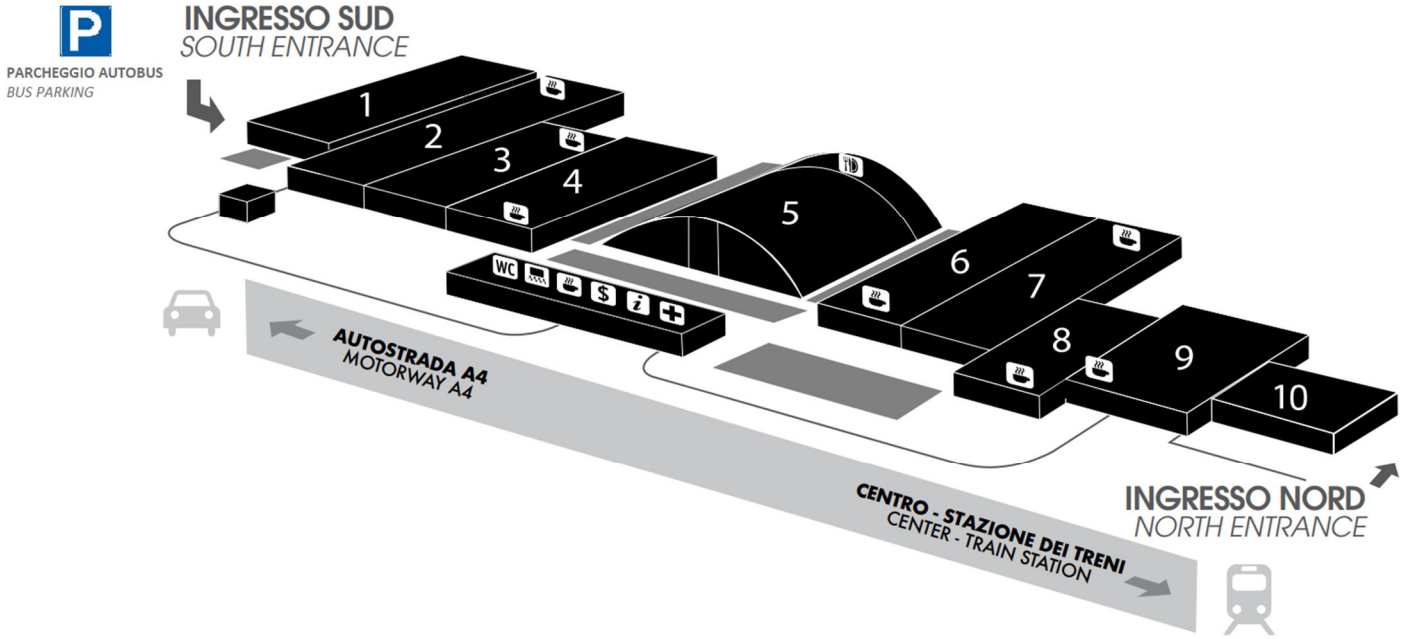 P
PARCHEGGIO AUTOBUS
BUS PARKING
INGRESSO SUD
SOUTH ENTRANCE
1
2
3
4
5
6
7
8
9
10
WC
$
i
AUTOSTRADA A4
MOTORWAY A4
CENTRO - STAZIONE DEI TRENI
CENTER - TRAIN STATION
INGRESSO NORD
NORTH ENTRANCE